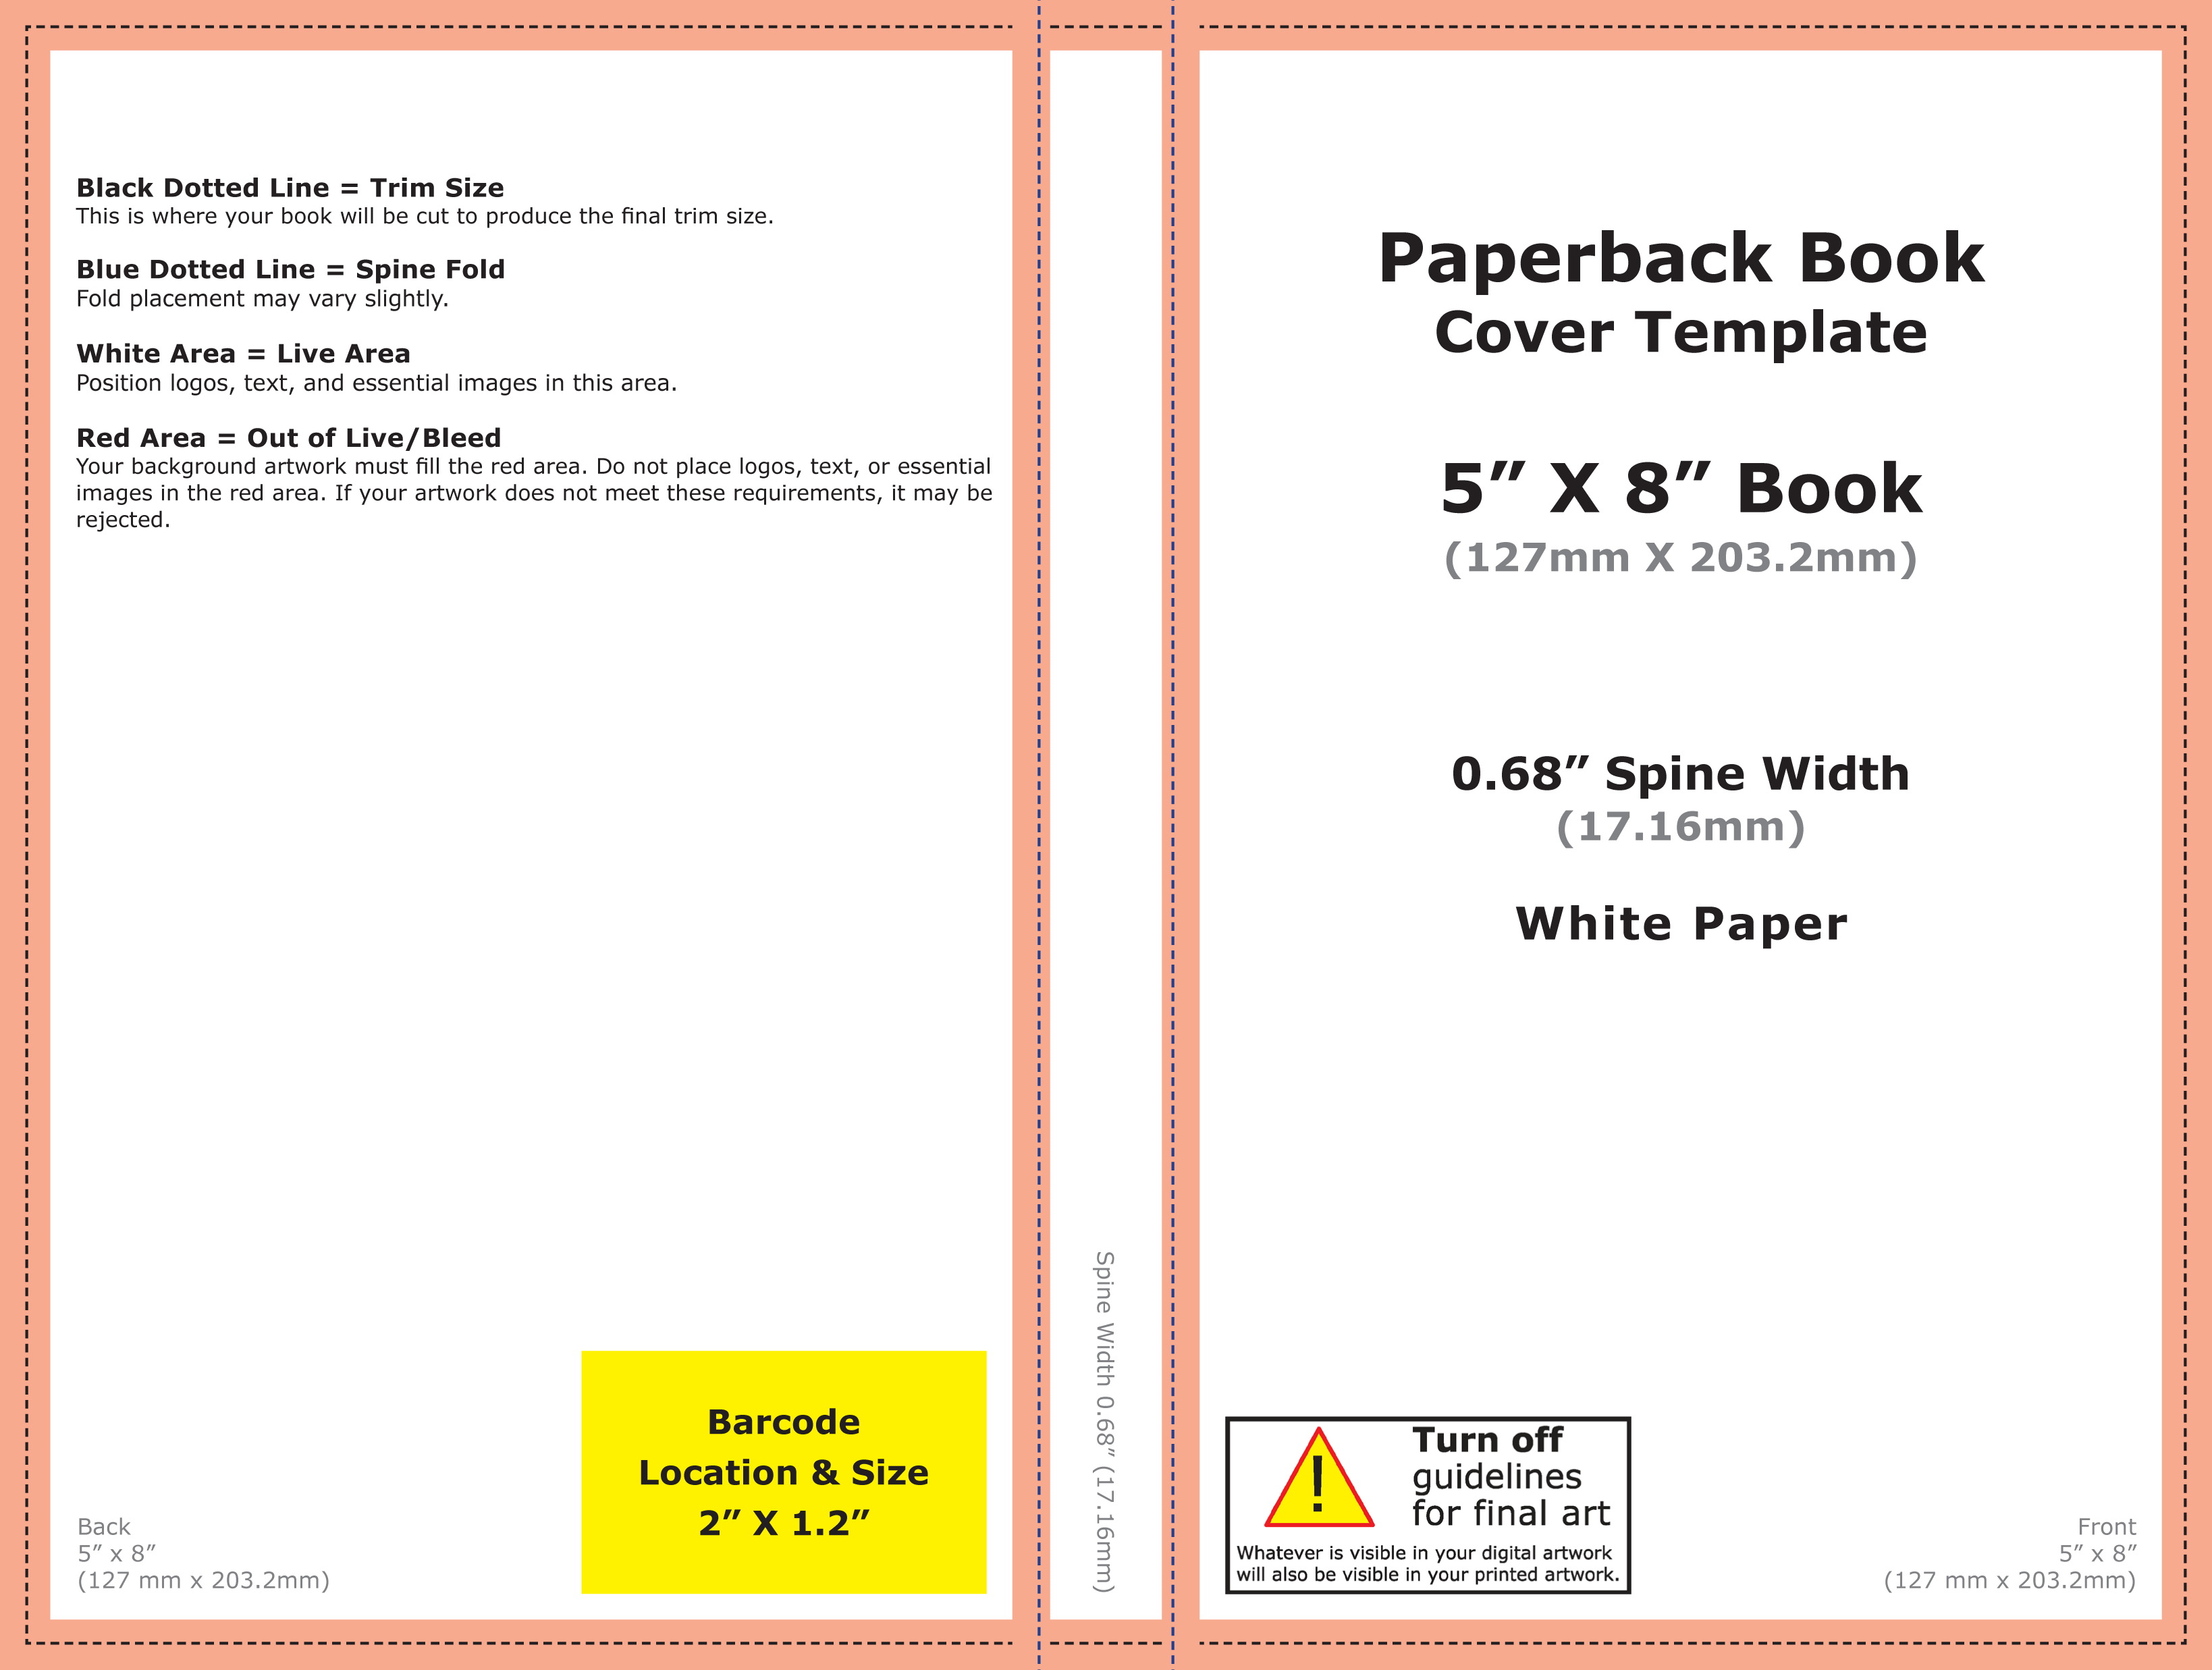 Black Dotted Line = Trim Size
This is where your book will be cut to produce the final trim size.
Blue Dotted Line = Spine Fold
Fold placement may vary slightly.
White Area = Live Area
Position logos, text, and essential images in this area.
Red Area = Out of Live/Bleed
Your background artwork must fill the red area. Do not place logos, text, or essential
images in the red area. If your artwork does not meet these requirements, it may be
rejected.
Barcode
Location & Size
2” X 1.2”
Back
5” x 8”
(127 mm x 203.2mm)
Spine Width 0.68” (17.16mm)
Paperback Book
Cover Template
5” X 8” Book
(127mm X 203.2mm)
0.68” Spine Width
(17.16mm)
White Paper
!
Turn off
guidelines
for final art
Whatever is visible in your digital artwork
will also be visible in your printed artwork.
Front
5” x 8”
(127 mm x 203.2mm)